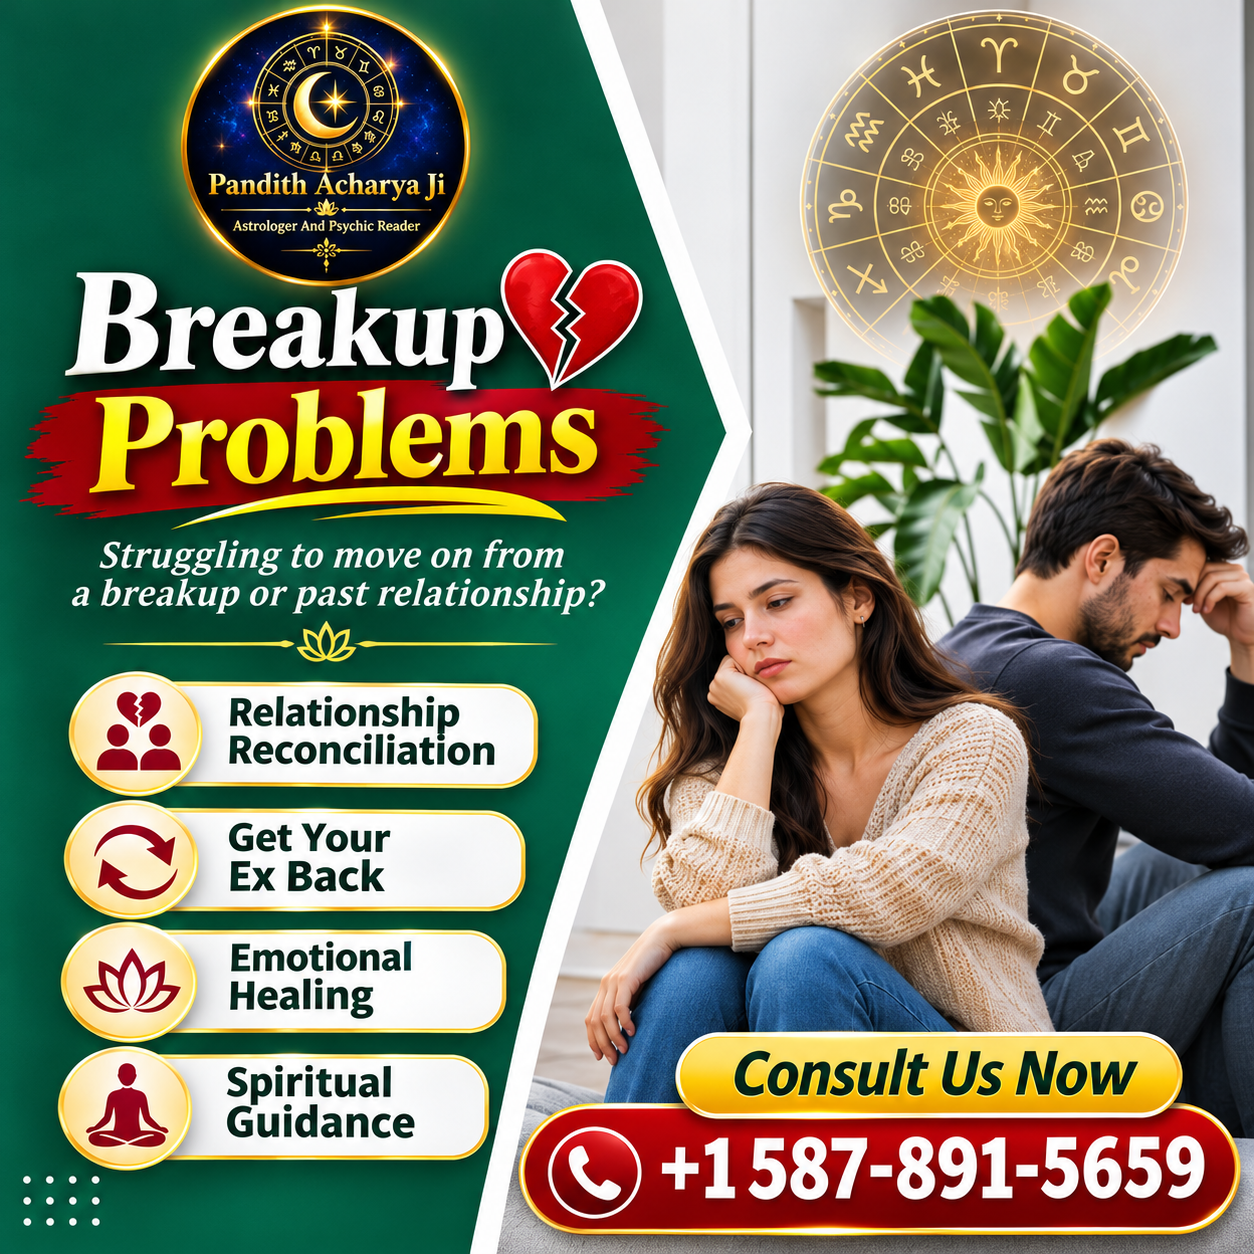 Pandith Acharya Ji
Astrologer And Psychic Reader
Breakup
Problems
Struggling to move on from
a breakup or past relationship?
Relationship
Reconciliation
Get Your
Ex Back
Emotional
Healing
Spiritual
Guidance
Consult Us Now
+1 587-891-5659